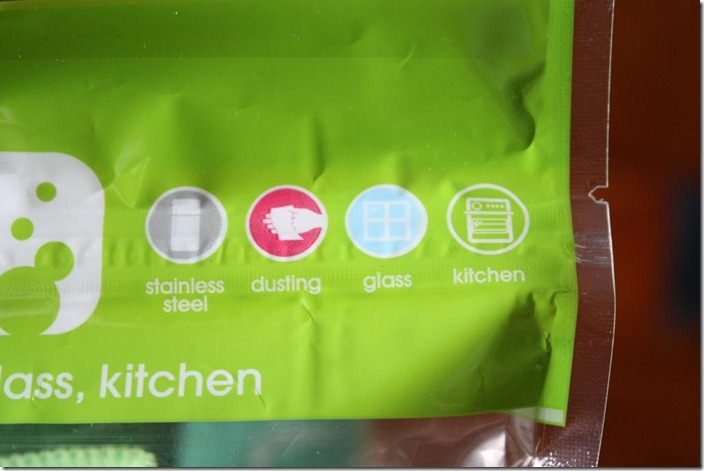 stainless
steel
dusting
glass
kitchen
lass, kitchen